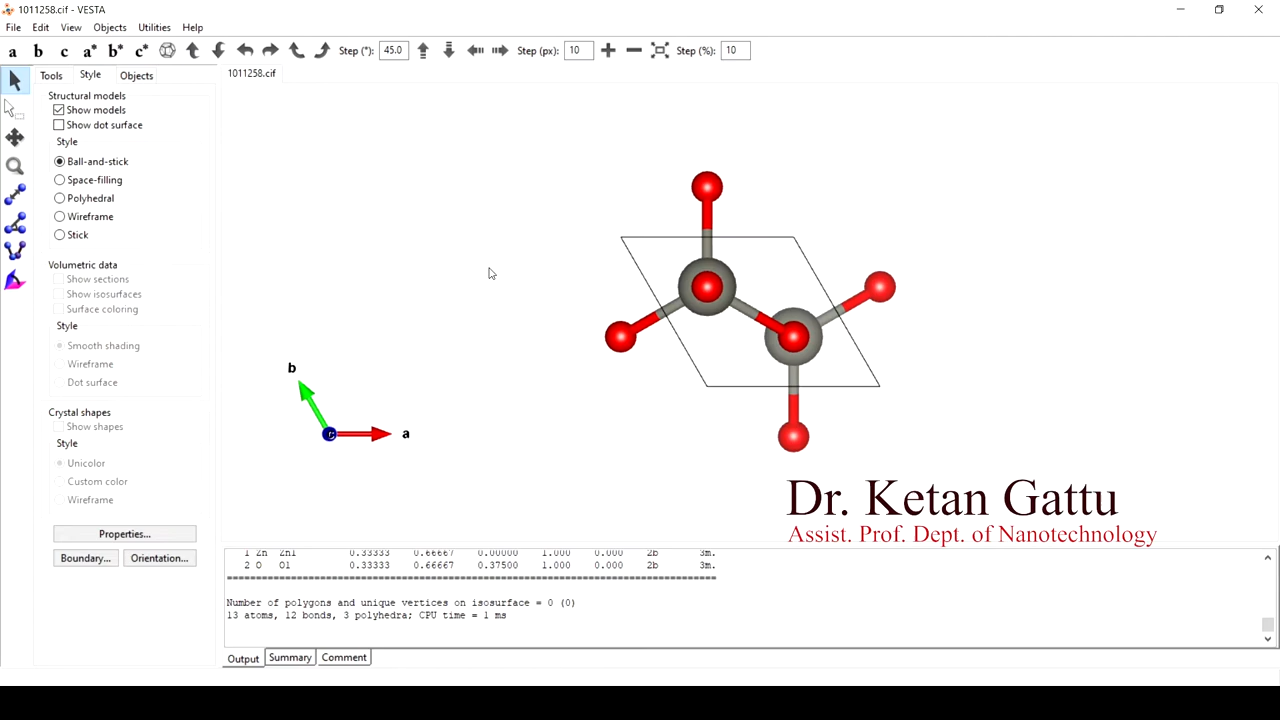 1011258.cif - VESTA
File Edit View Objects Utilities Help
a b c a* b* c* Step (°): 45.0 Step (px): 10 Step (%): 10
Tools Style Objects
1011258.cif
Structural models
Show models
Show dot surface
Style
Ball-and-stick
Space-filling
Polyhedral
Wireframe
Stick
Volumetric data
Show sections
Show isosurfaces
Surface coloring
Style
Smooth shading
Wireframe
Dot surface
Crystal shapes
Show shapes
Style
Unicolor
Custom color
Wireframe
Properties...
Boundary... Orientation...
b
a
Dr. Ketan Gattu
Assist. Prof. Dept. of Nanotechnology
1 Zn Zn1 0.33333 0.66667 0.00000 1.000 0.000 2b 3m.
2 O O1 0.33333 0.66667 0.37500 1.000 0.000 2b 3m.
Number of polygons and unique vertices on isosurface = 0 (0)
13 atoms, 12 bonds, 3 polyhedra; CPU time = 1 ms
Output Summary Comment